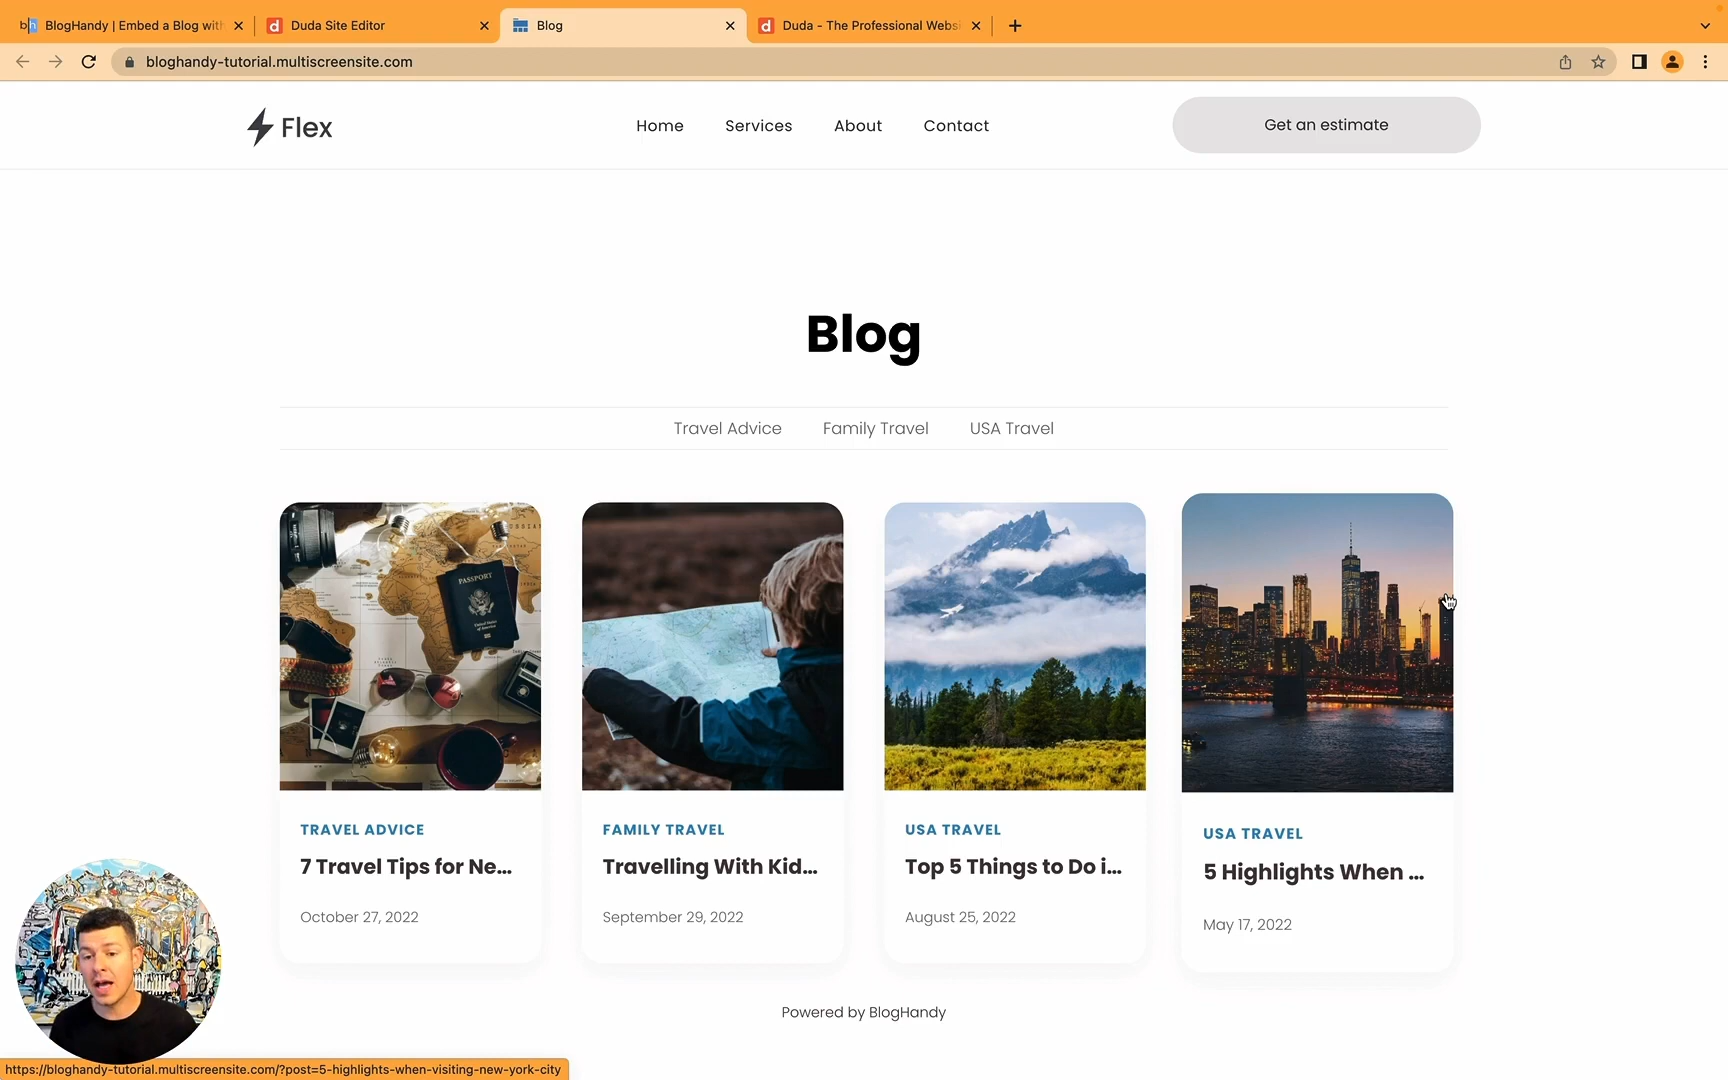 BlogHandy | Embed a Blog with
Duda Site Editor
Blog
Duda - The Professional Websi
bloghandy-tutorial.multiscreensite.com
Flex
Home
Services
About
Contact
Get an estimate
Blog
Travel Advice
Family Travel
USA Travel
PASSPORT
TRAVEL ADVICE
7 Travel Tips for Ne...
October 27, 2022
FAMILY TRAVEL
Travelling With Kid...
September 29, 2022
USA TRAVEL
Top 5 Things to Do i...
August 25, 2022
USA TRAVEL
5 Highlights When ...
May 17, 2022
Powered by BlogHandy
https://bloghandy-tutorial.multiscreensite.com/?post=5-highlights-when-visiting-new-york-city